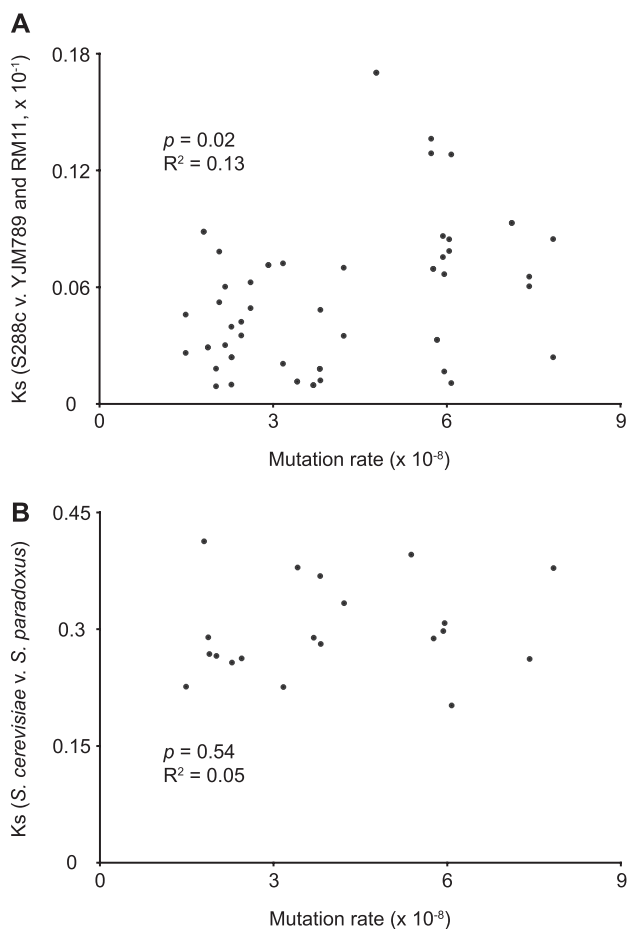 A
Ks (S288c v. YJM789 and RM11, x 10⁻¹)
0.18
0.12
0.06
0
p = 0.02
R² = 0.13
0
3
6
9
Mutation rate (x 10⁻⁸)
B
Ks (S. cerevisiae v. S. paradoxus)
0.45
0.3
0.15
0
p = 0.54
R² = 0.05
0
3
6
9
Mutation rate (x 10⁻⁸)